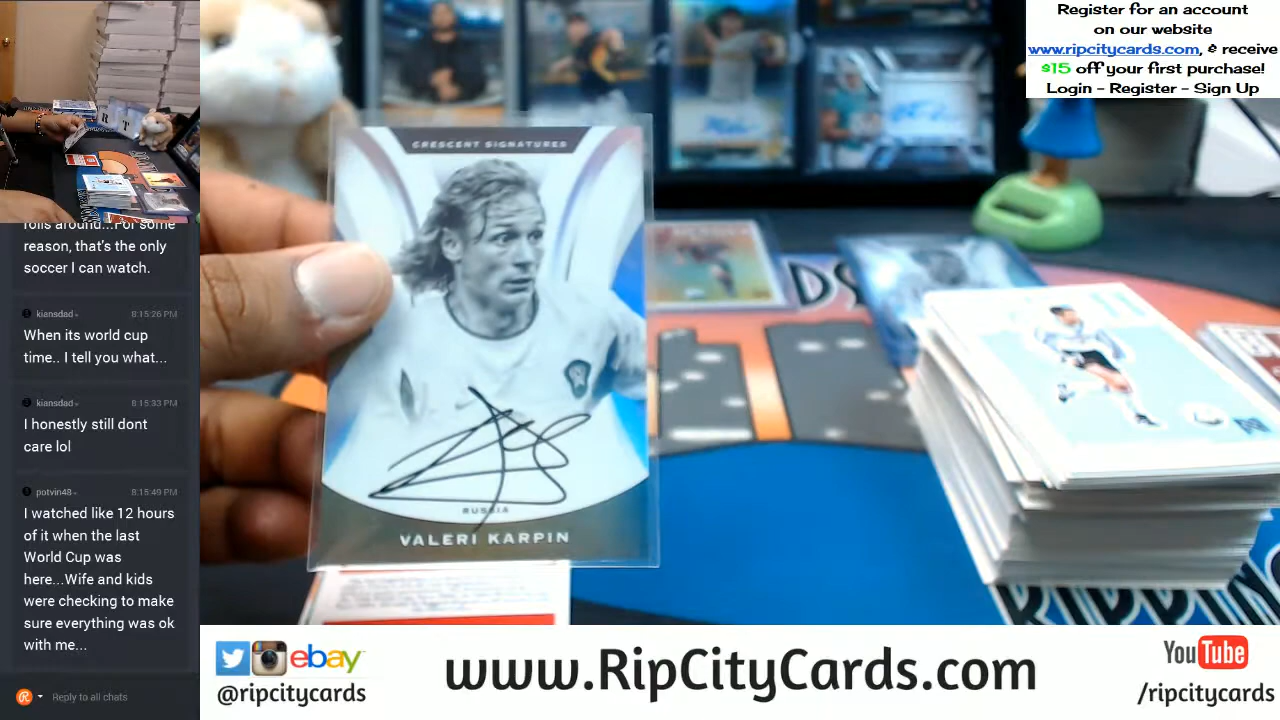 Register for an account
on our website
www.ripcitycards.com, & receive
$15 off your first purchase!
Login - Register - Sign Up
rolls around...For some
reason, that's the only
soccer I can watch.
kiansdad
8:15:26 PM
When its world cup
time.. I tell you what...
kiansdad
8:15:33 PM
I honestly still dont
care lol
potvin48
8:15:49 PM
I watched like 12 hours
of it when the last
World Cup was
here...Wife and kids
were checking to make
sure everything was ok
with me...
Reply to all chats
CRESCENT SIGNATURES
RUSSIA
VALERI KARPIN
DS
RIPPING
ebay
@ripcitycards
www.RipCityCards.com
YouTube
/ripcitycards